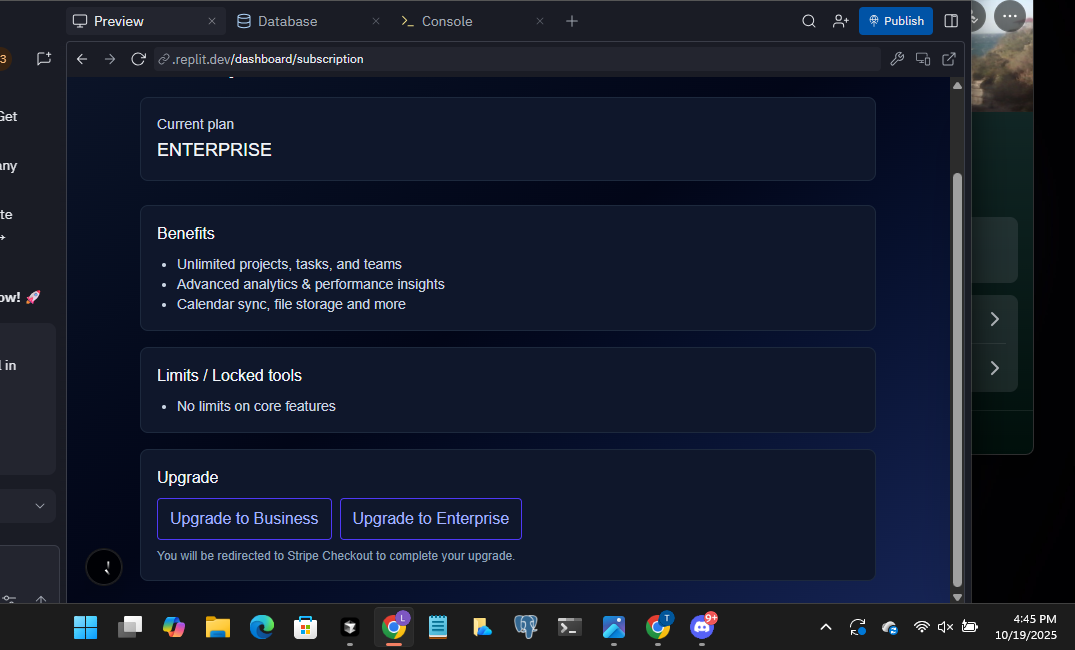 Preview
Database
Console
Publish
3
.replit.dev/dashboard/subscription
Get
any
te
ow! 🚀
l in
Current plan
ENTERPRISE
Benefits
• Unlimited projects, tasks, and teams
• Advanced analytics & performance insights
• Calendar sync, file storage and more
Limits / Locked tools
• No limits on core features
Upgrade
Upgrade to Business
Upgrade to Enterprise
You will be redirected to Stripe Checkout to complete your upgrade.
L
T
9+
4:45 PM
10/19/2025